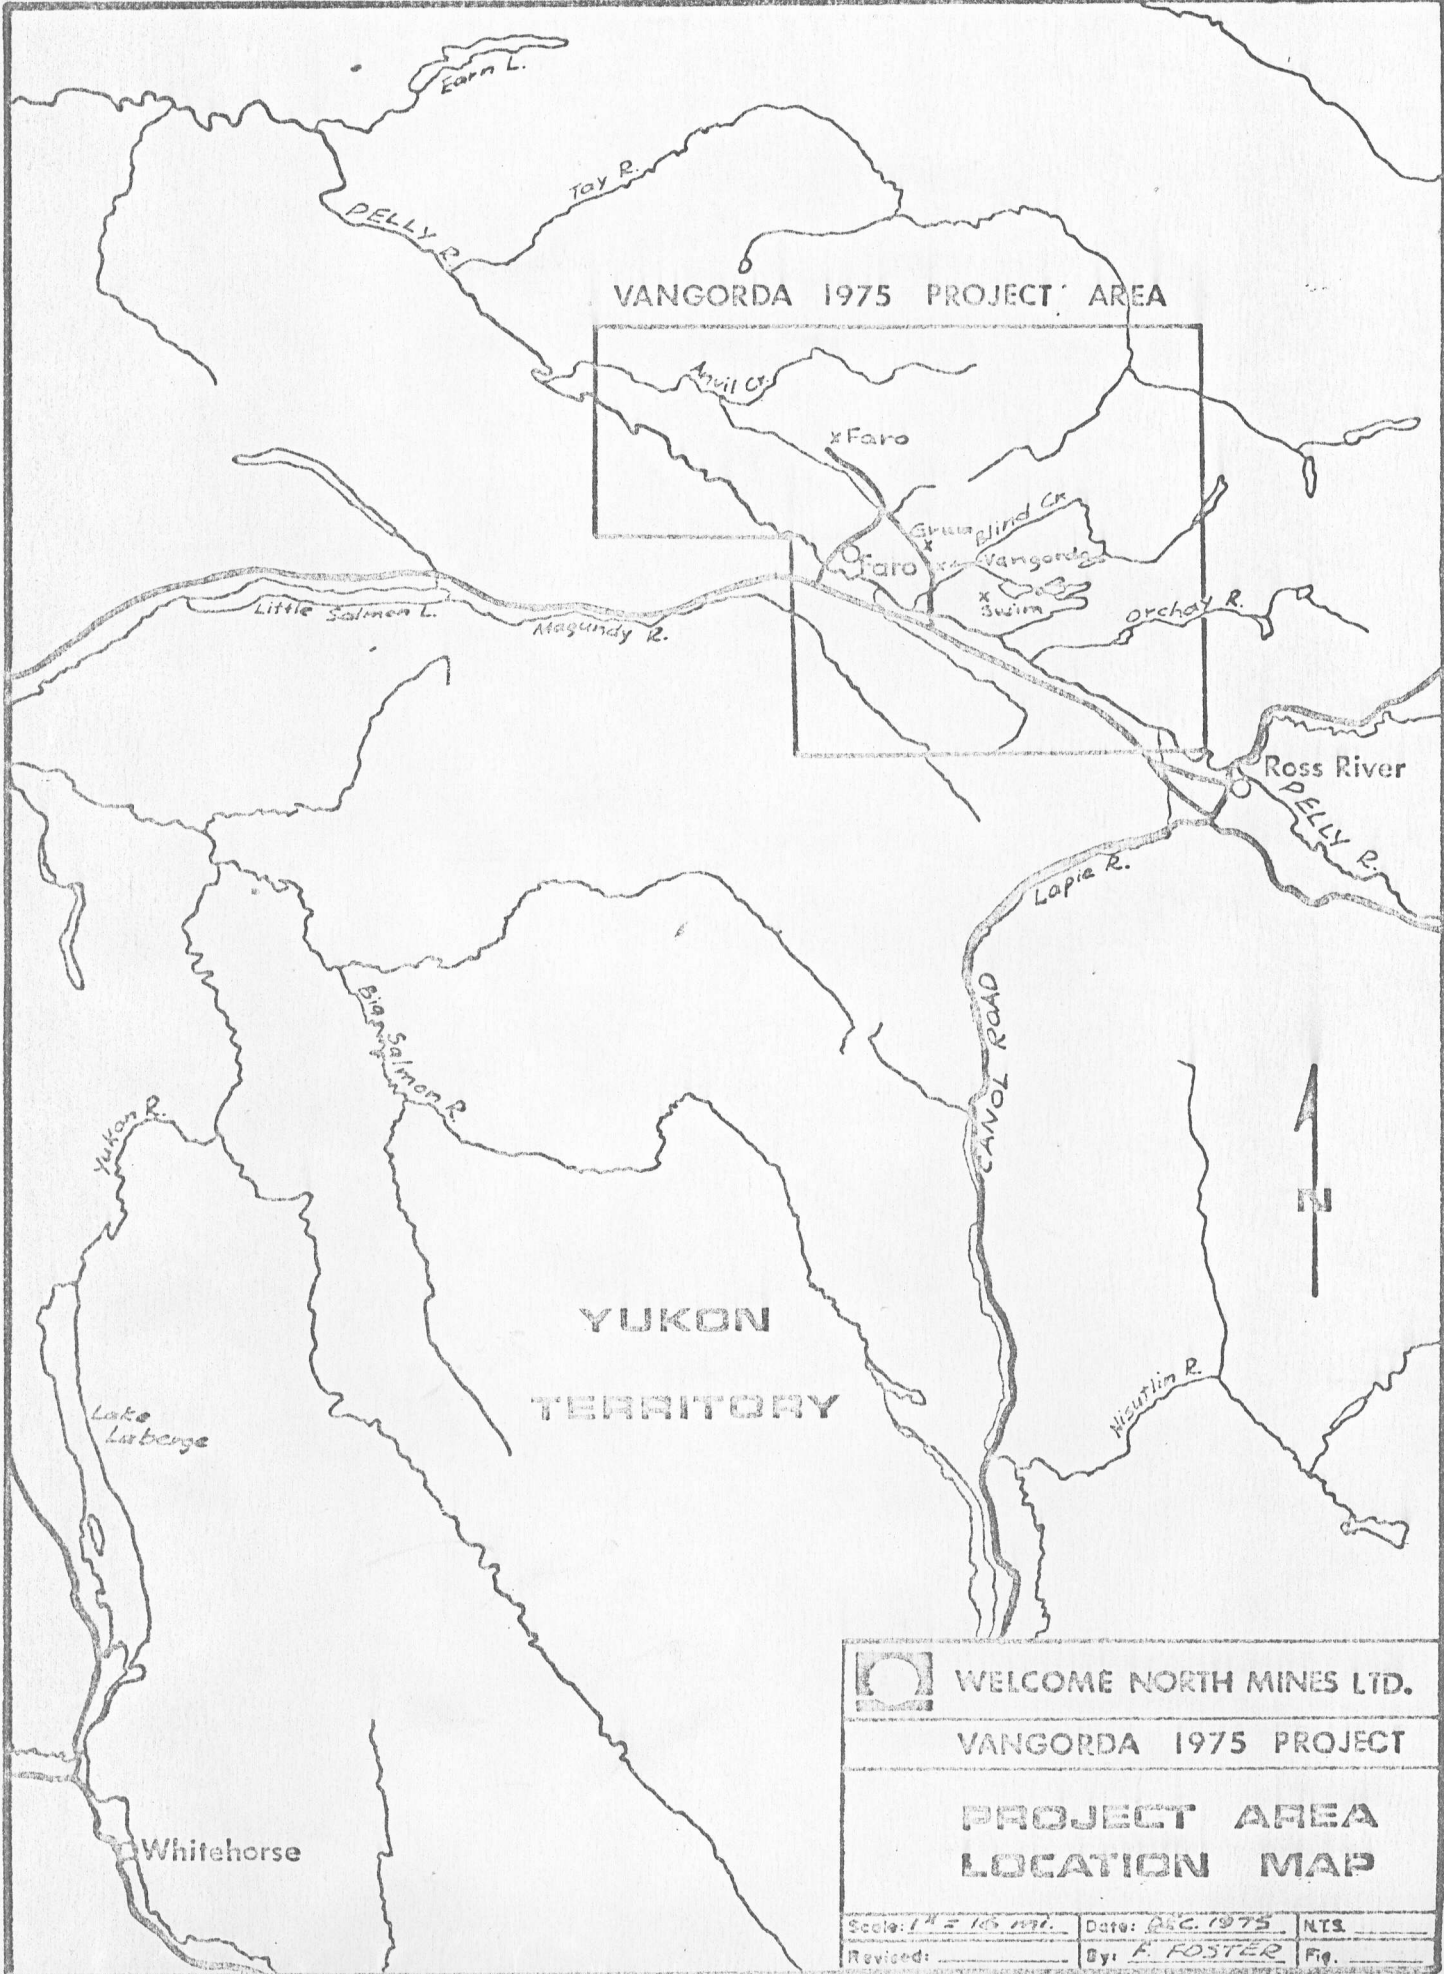 Earn L.
Tay R.
PELLY R.
VANGORDA 1975 PROJECT AREA
Anvil Cr.
xFaro
Grum
Blind Cr.
Faro
Vangorda
x
Swim
Orchay R.
Little Salmon L.
Magundy R.
Ross River
PELLY R.
Lapie R.
Big Salmon R.
CANOL ROAD
Yukon R.
N
YUKON
TERRITORY
Nisutlin R.
Lake
Laberge
Whitehorse
WELCOME NORTH MINES LTD.
VANGORDA 1975 PROJECT
PROJECT AREA
LOCATION MAP
Scale: 1" = 16 mi. Date: DEC. 1975 N.T.S.
Revised: By: F. FOSTER Fig.